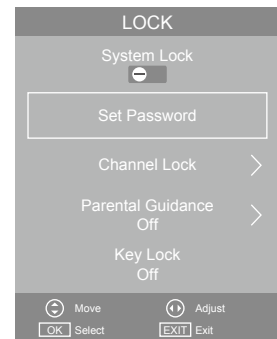 LOCK
System Lock
Set Password
Channel Lock
Parental Guidance
Off
Key Lock
Off
Move Adjust
OK Select EXIT Exit